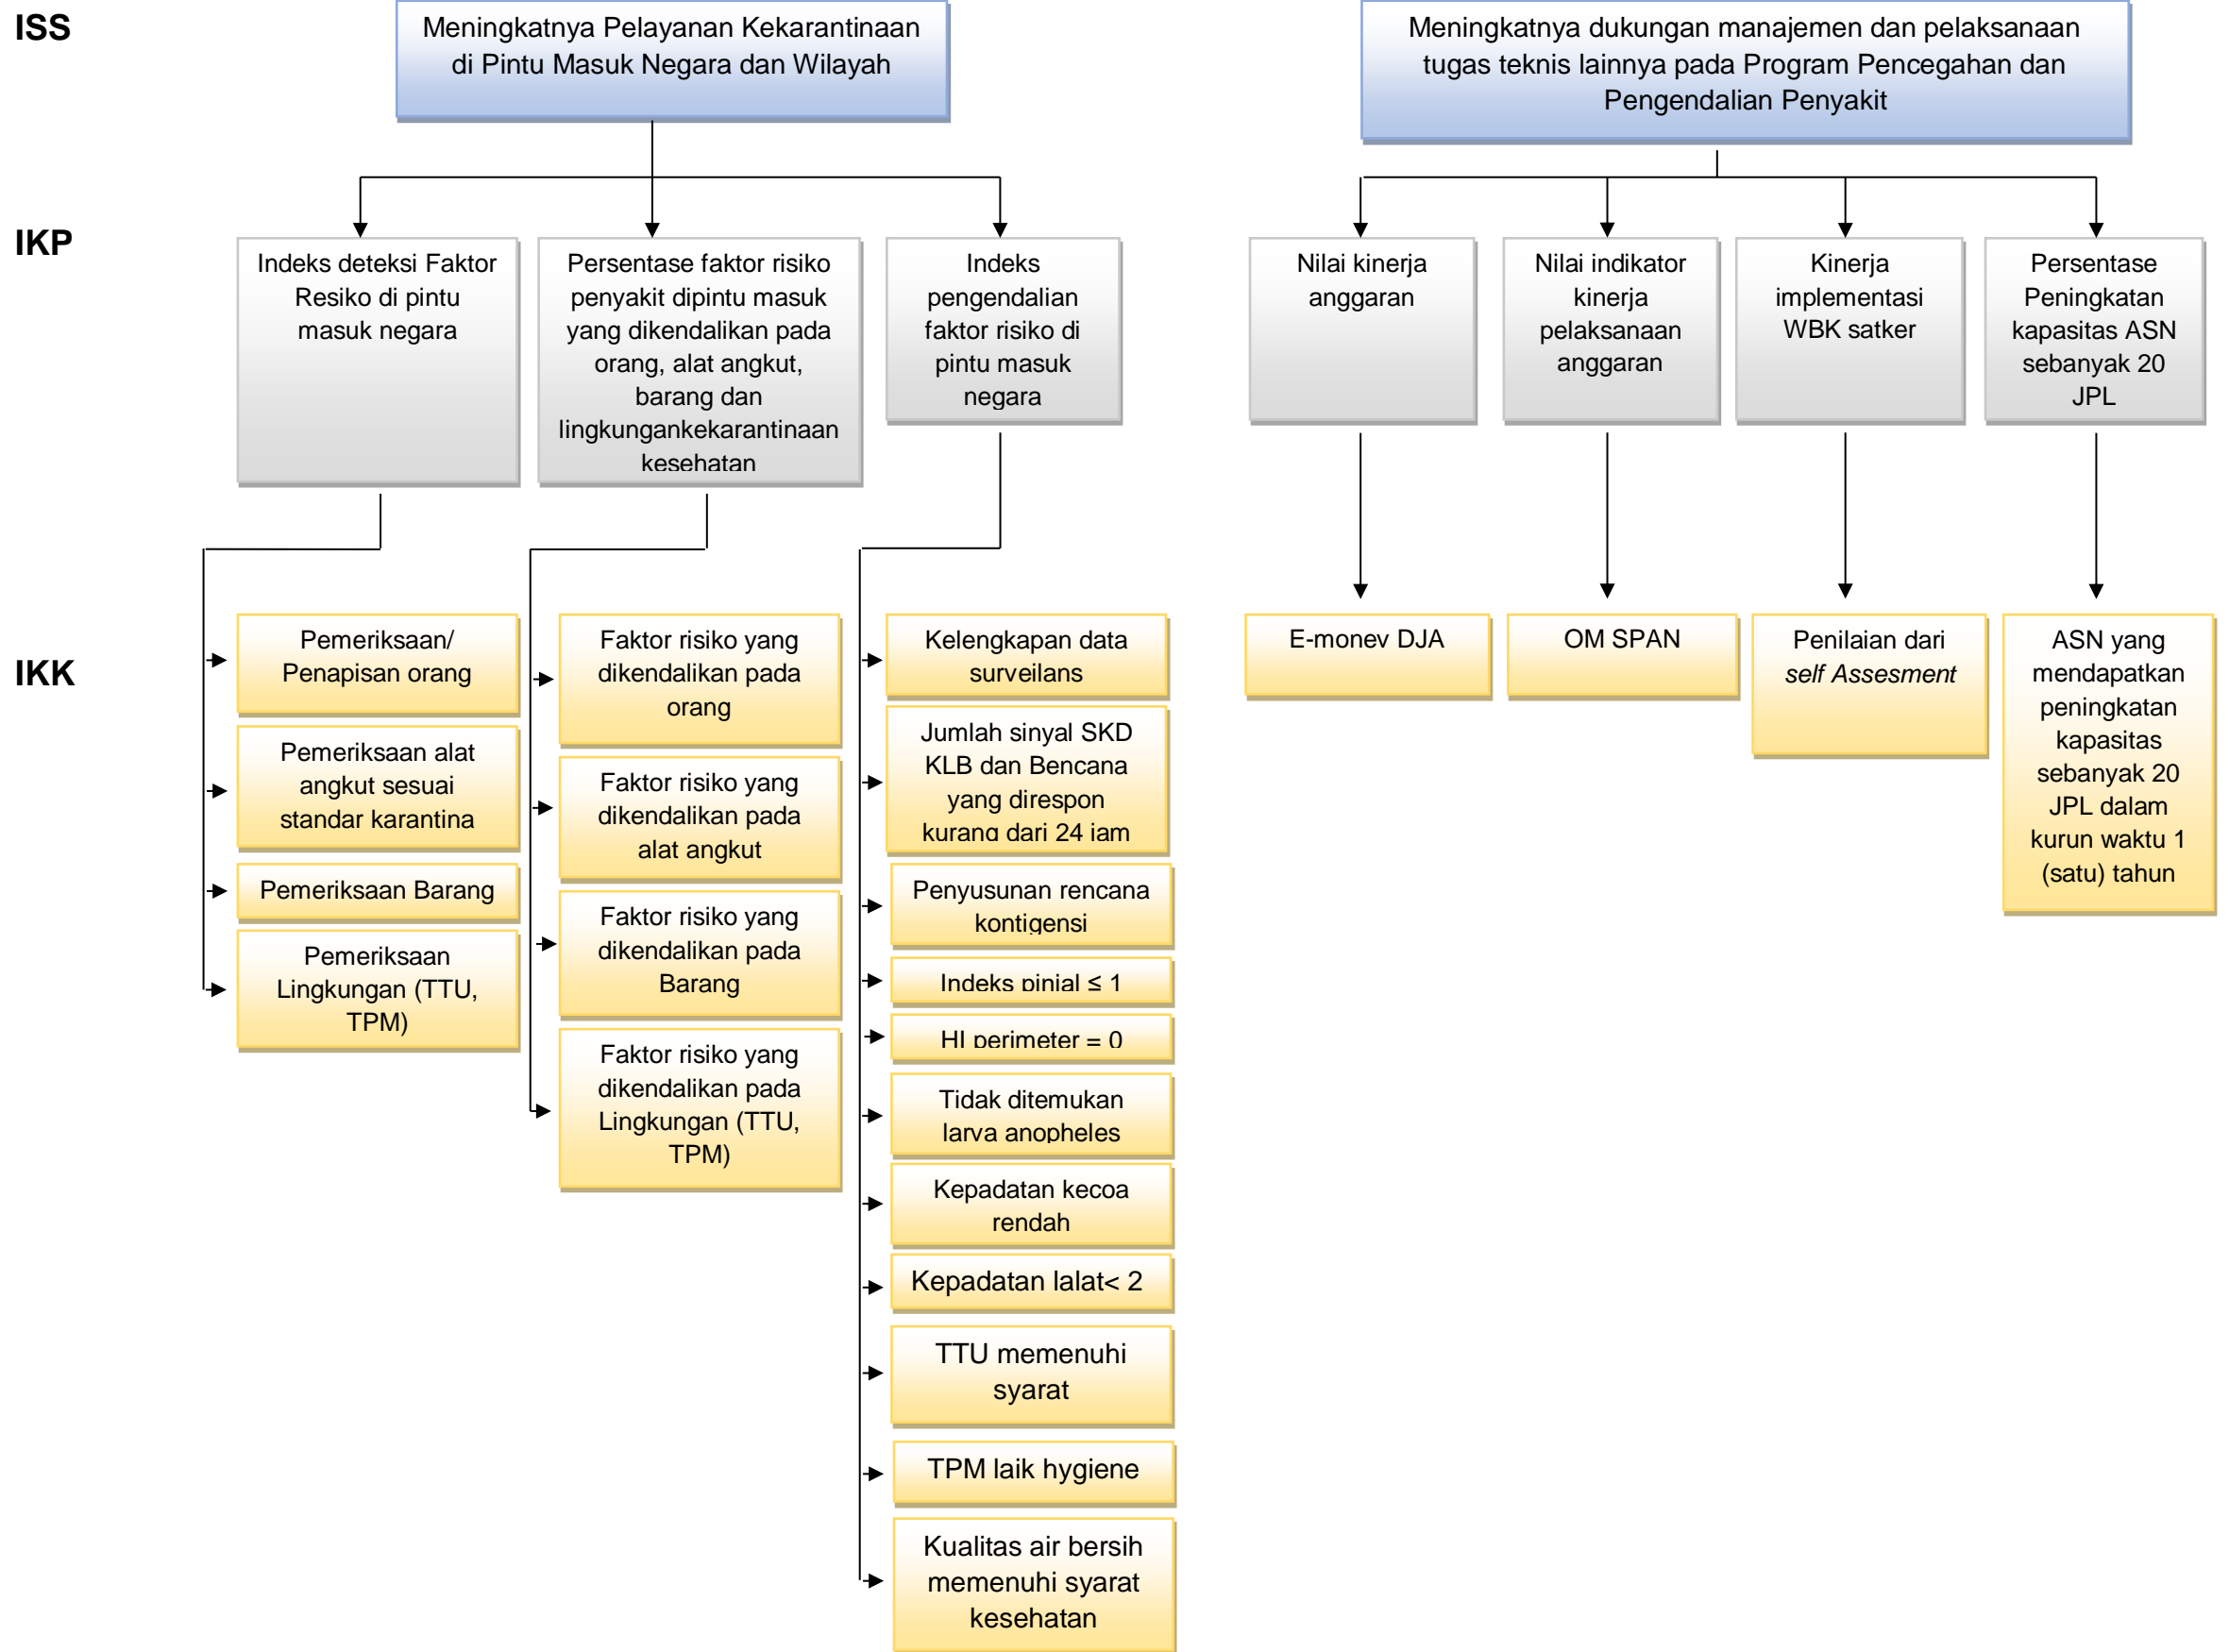 ISS
Meningkatnya Pelayanan Kekarantinaan
di Pintu Masuk Negara dan Wilayah
Meningkatnya dukungan manajemen dan pelaksanaan
tugas teknis lainnya pada Program Pencegahan dan
Pengendalian Penyakit
IKP
Indeks deteksi Faktor
Resiko di pintu
masuk negara
Persentase faktor risiko
penyakit dipintu masuk
yang dikendalikan pada
orang, alat angkut,
barang dan
lingkungankekarantinaan
kesehatan
Indeks
pengendalian
faktor risiko di
pintu masuk
negara
Nilai kinerja
anggaran
Nilai indikator
kinerja
pelaksanaan
anggaran
Kinerja
implementasi
WBK satker
Persentase
Peningkatan
kapasitas ASN
sebanyak 20
JPL
IKK
Pemeriksaan/
Penapisan orang
Pemeriksaan alat
angkut sesuai
standar karantina
Pemeriksaan Barang
Pemeriksaan
Lingkungan (TTU,
TPM)
Faktor risiko yang
dikendalikan pada
orang
Faktor risiko yang
dikendalikan pada
alat angkut
Faktor risiko yang
dikendalikan pada
Barang
Faktor risiko yang
dikendalikan pada
Lingkungan (TTU,
TPM)
Kelengkapan data
surveilans
Jumlah sinyal SKD
KLB dan Bencana
yang direspon
kurang dari 24 jam
Penyusunan rencana
kontigensi
Indeks pinjal ≤ 1
HI perimeter = 0
Tidak ditemukan
larva anopheles
Kepadatan kecoa
rendah
Kepadatan lalat< 2
TTU memenuhi
syarat
TPM laik hygiene
Kualitas air bersih
memenuhi syarat
kesehatan
E-monev DJA
OM SPAN
Penilaian dari
self Assesment
ASN yang
mendapatkan
peningkatan
kapasitas
sebanyak 20
JPL dalam
kurun waktu 1
(satu) tahun